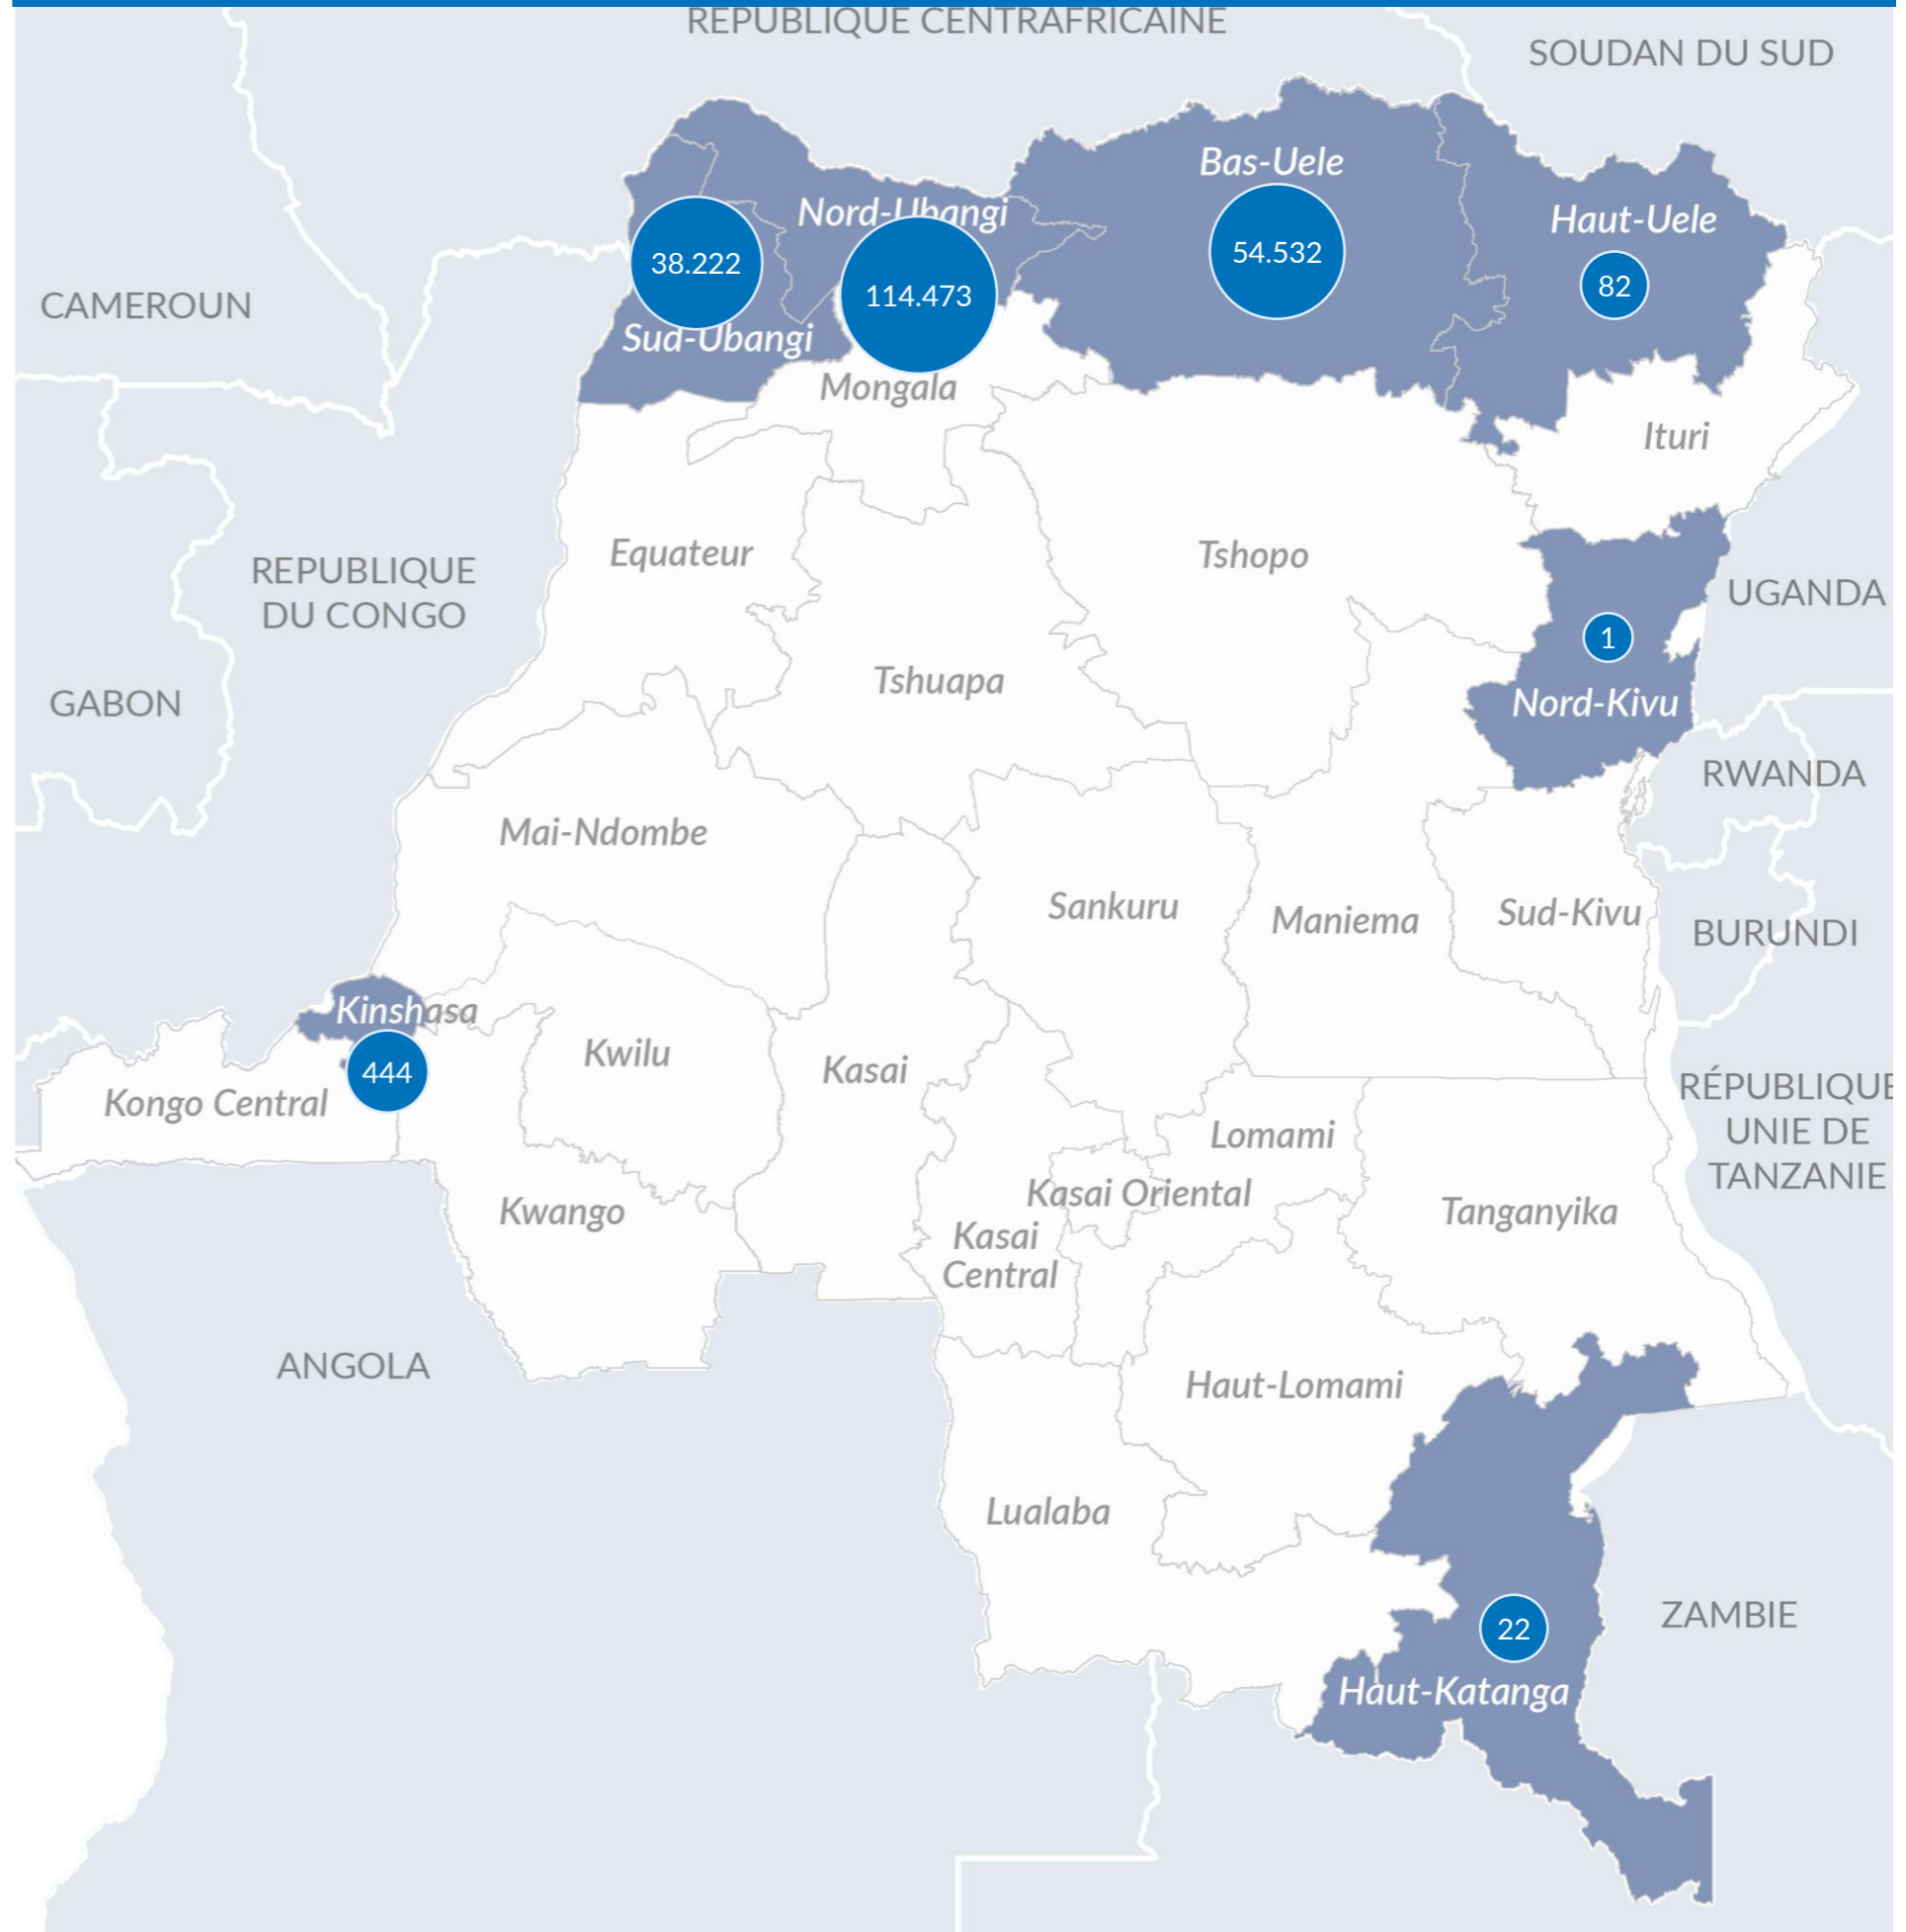 REPUBLIQUE CENTRAFRICAINE
SOUDAN DU SUD
Bas-Uele
Nord-Ubangi
Haut-Uele
38.222
54.532
82
114.473
CAMEROUN
Sud-Ubangi
Mongala
Ituri
Equateur
Tshopo
REPUBLIQUE
DU CONGO
UGANDA
1
Tshuapa
GABON
Nord-Kivu
RWANDA
Mai-Ndombe
Sankuru
Maniema
Sud-Kivu
BURUNDI
Kinshasa
Kwilu
Kasai
444
Kongo Central
RÉPUBLIQUE
UNIE DE
TANZANIE
Lomami
Kasai Oriental
Kwango
Tanganyika
Kasai
Central
ANGOLA
Haut-Lomami
Lualaba
ZAMBIE
22
Haut-Katanga